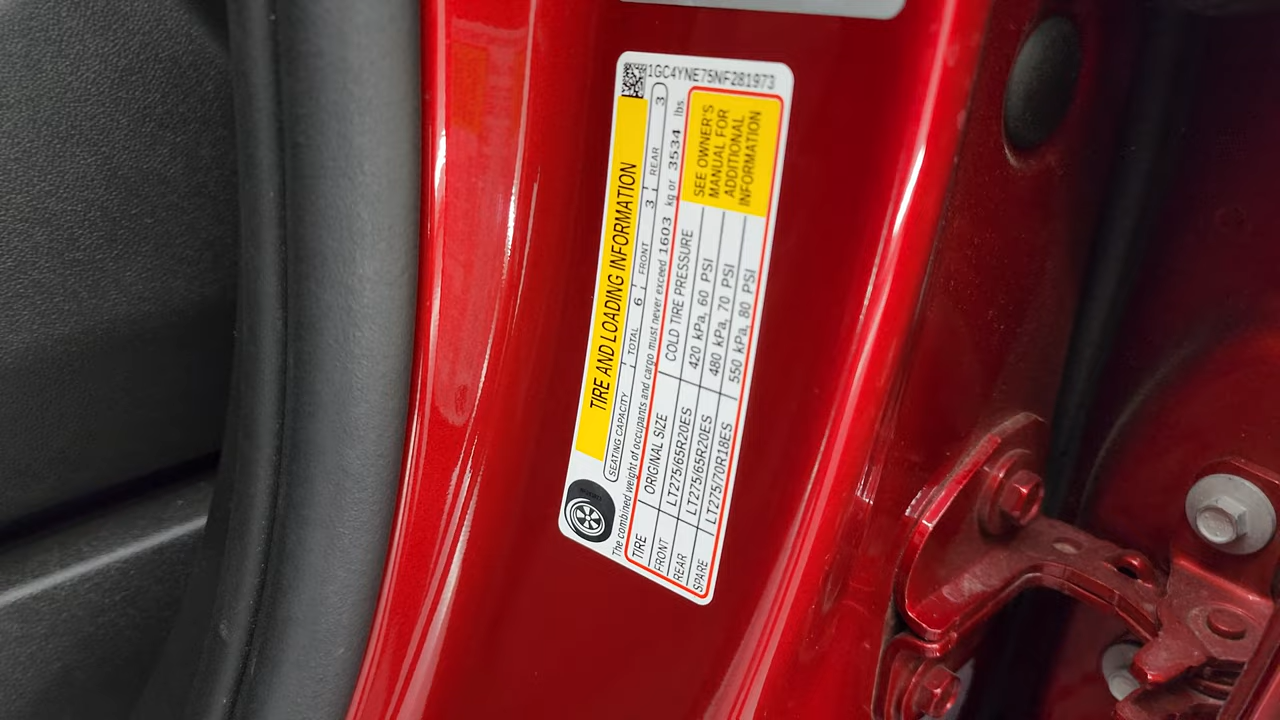 1GC4YNE75NF281973
TIRE AND LOADING INFORMATION
SEATING CAPACITY TOTAL 6 FRONT 3 REAR 3
The combined weight of occupants and cargo must never exceed 1603 kg or 3534 lbs.
TIRE ORIGINAL SIZE COLD TIRE PRESSURE
FRONT LT275/65R20ES 420 kPa, 60 PSI
REAR LT275/65R20ES 480 kPa, 70 PSI
SPARE LT275/70R18ES 550 kPa, 80 PSI
SEE OWNER'S
MANUAL FOR
ADDITIONAL
INFORMATION